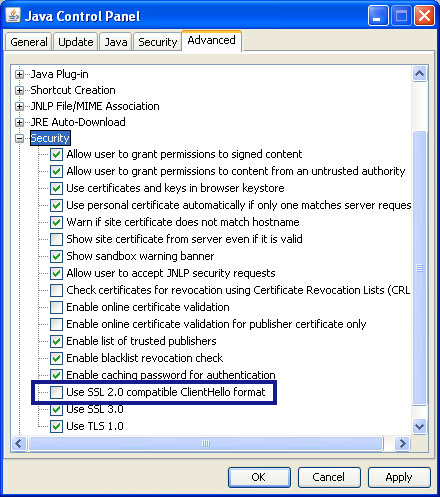 Java Control Panel
General Update Java Security Advanced
Java Plug-in
Shortcut Creation
JNLP File/MIME Association
JRE Auto-Download
Security
Allow user to grant permissions to signed content
Allow user to grant permissions to content from an untrusted authority
Use certificates and keys in browser keystore
Use personal certificate automatically if only one matches server reque
Warn if site certificate does not match hostname
Show site certificate from server even if it is valid
Show sandbox warning banner
Allow user to accept JNLP security requests
Check certificates for revocation using Certificate Revocation Lists (CRL
Enable online certificate validation
Enable online certificate validation for publisher certificate only
Enable list of trusted publishers
Enable blacklist revocation check
Enable caching password for authentication
Use SSL 2.0 compatible ClientHello format
Use SSL 3.0
Use TLS 1.0
OK Cancel Apply